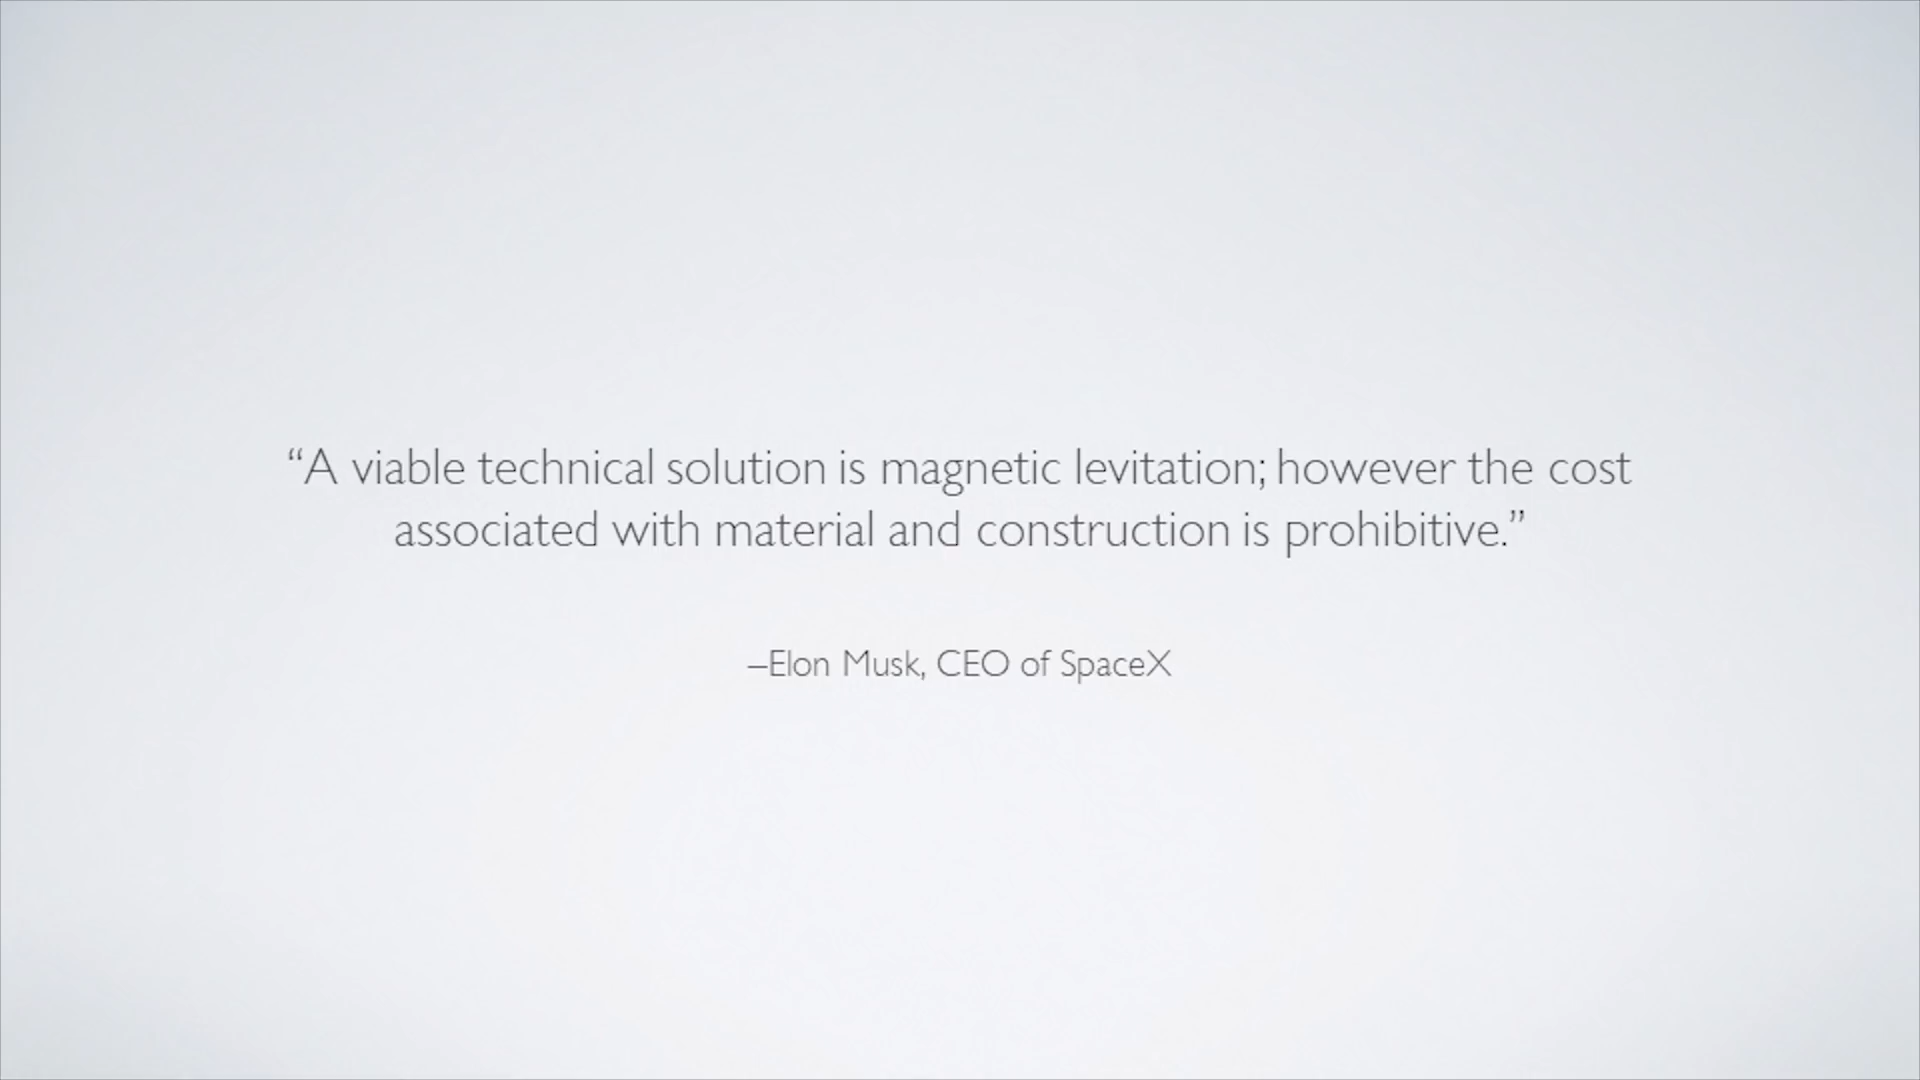 “A viable technical solution is magnetic levitation; however the cost
associated with material and construction is prohibitive.”
–Elon Musk, CEO of SpaceX